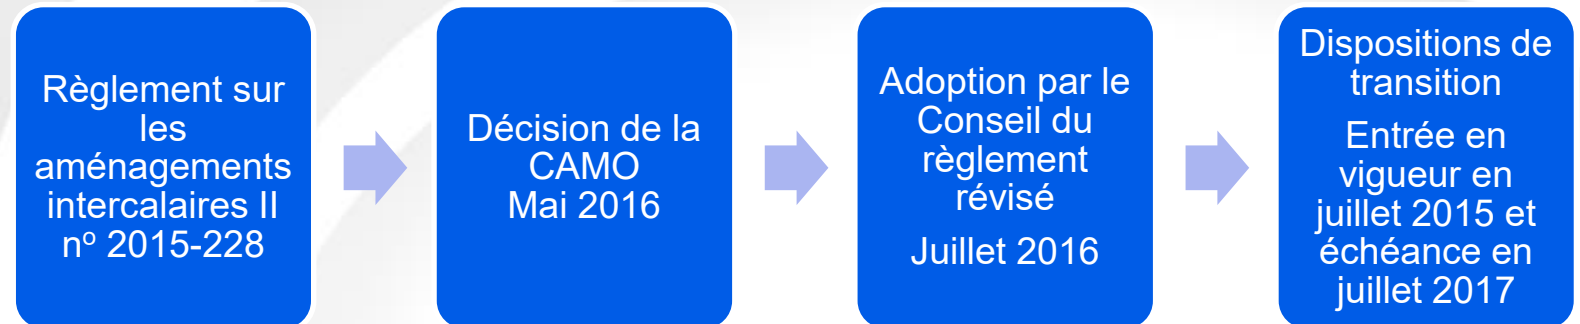 Règlement sur
les
aménagements
intercalaires II
nº 2015-228
Décision de la
CAMO
Mai 2016
Adoption par le
Conseil du
règlement
révisé
Juillet 2016
Dispositions de
transition
Entrée en
vigueur en
juillet 2015 et
échéance en
juillet 2017